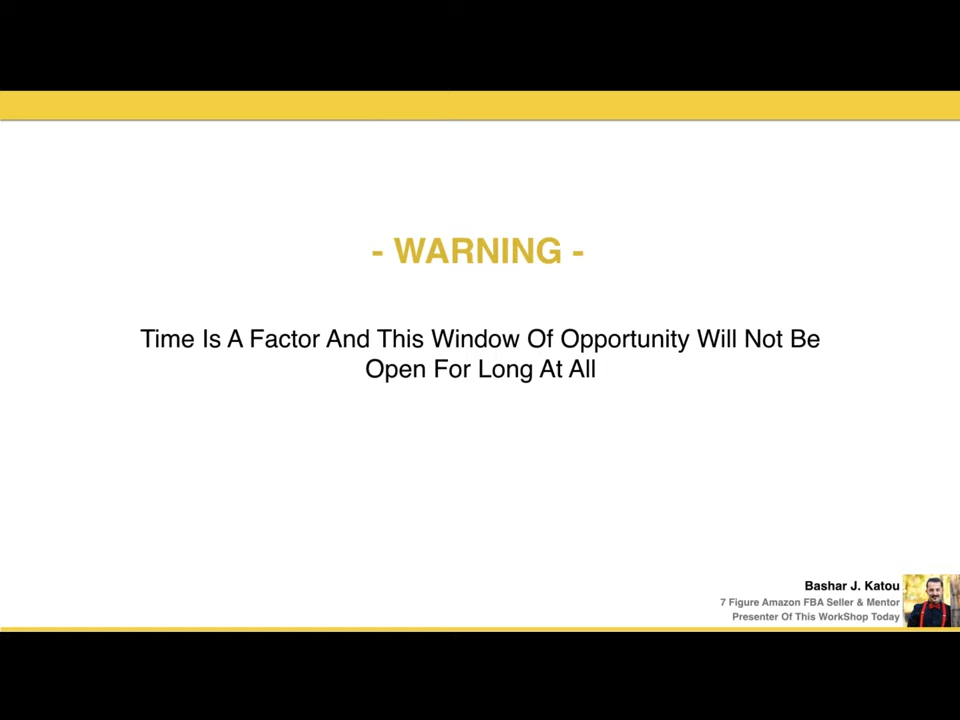 - WARNING -
Time Is A Factor And This Window Of Opportunity Will Not Be
Open For Long At All
Bashar J. Katou
7 Figure Amazon FBA Seller & Mentor
Presenter Of This WorkShop Today